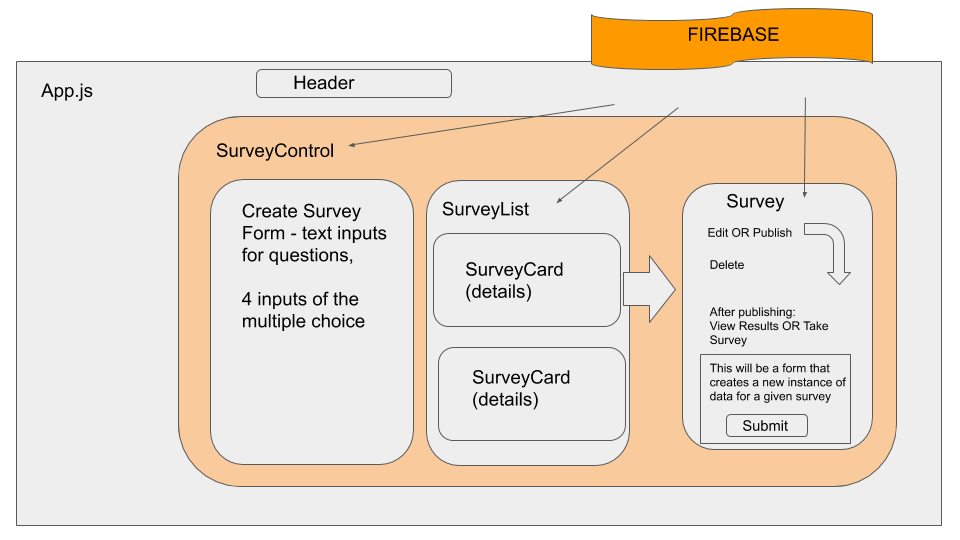 FIREBASE
App.js
Header
SurveyControl
Create Survey
Form - text inputs
for questions,
4 inputs of the
multiple choice
SurveyList
SurveyCard
(details)
SurveyCard
(details)
Survey
Edit OR Publish
Delete
After publishing:
View Results OR Take
Survey
This will be a form that
creates a new instance of
data for a given survey
Submit